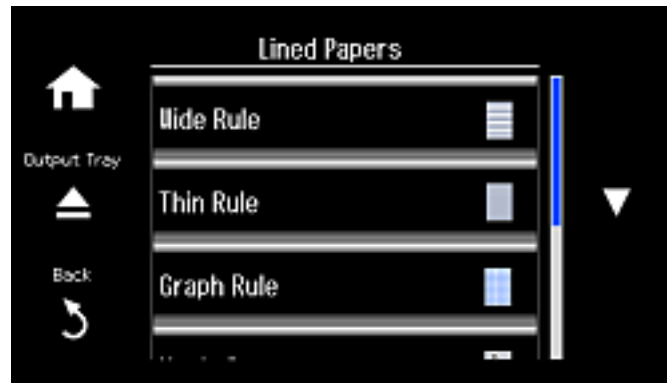 Lined Papers
Wide Rule
Output Tray
Thin Rule
Back
Graph Rule